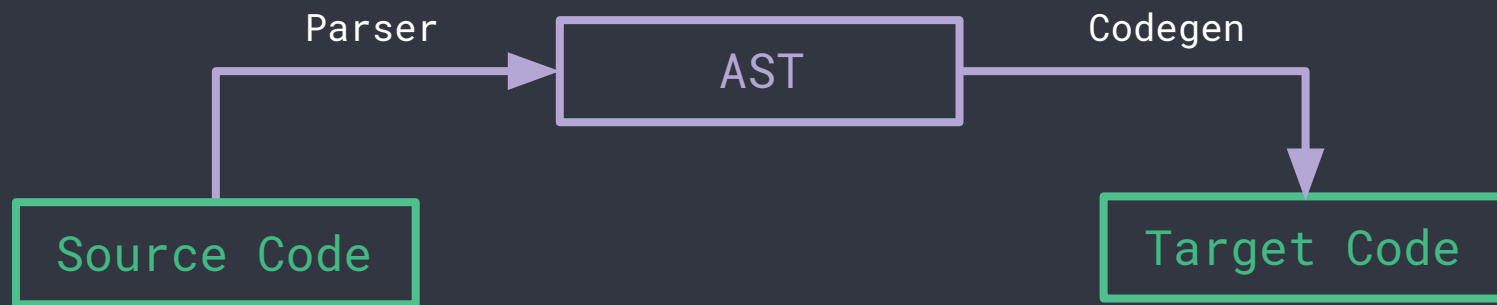 Parser
AST
Codegen
Source Code
Target Code